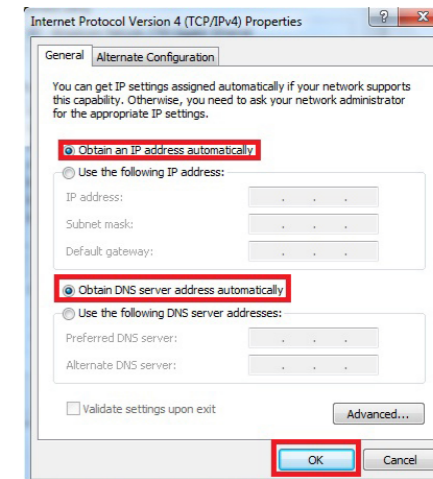 Internet Protocol Version 4 (TCP/IPv4) Properties
General
Alternate Configuration
You can get IP settings assigned automatically if your network supports
this capability. Otherwise, you need to ask your network administrator
for the appropriate IP settings.
Obtain an IP address automatically
Use the following IP address:
IP address:
Subnet mask:
Default gateway:
Obtain DNS server address automatically
Use the following DNS server addresses:
Preferred DNS server:
Alternate DNS server:
Validate settings upon exit
Advanced...
OK
Cancel